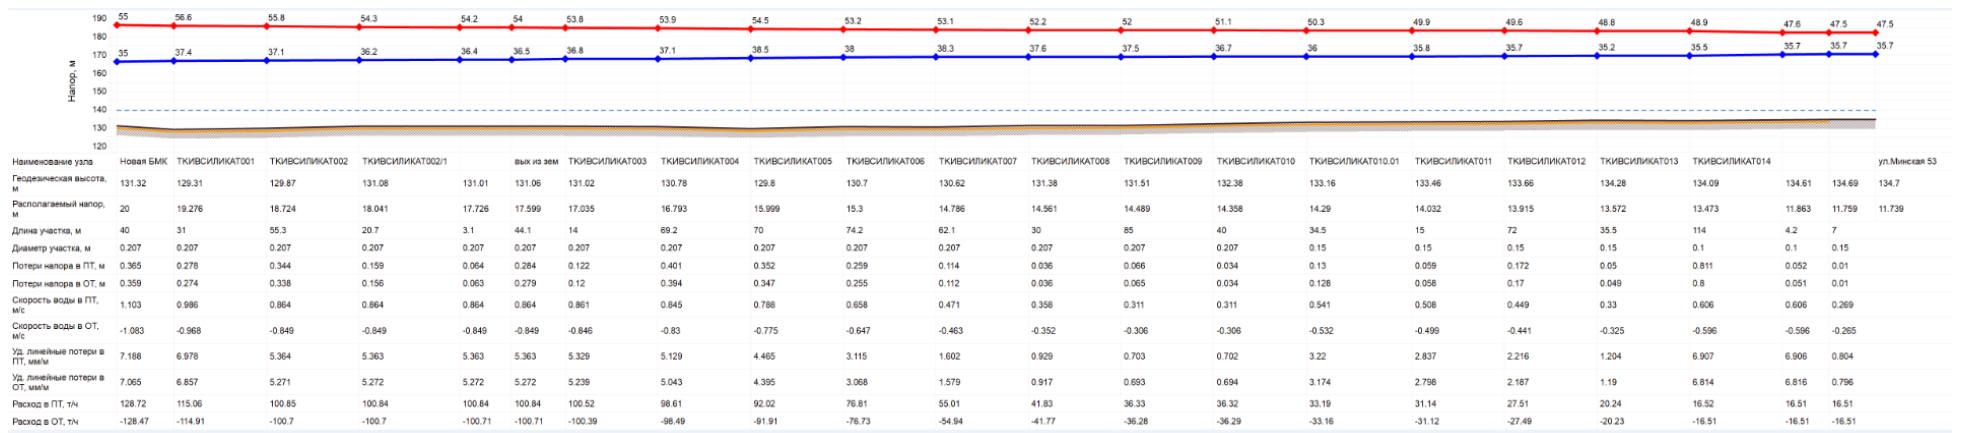 55 56.6 55.8 54.3 54.2 54 53.8 53.9 54.5 53.2 53.1 52.2 52 51.1 50.3 49.9 49.6 48.8 48.9 47.6 47.5 47.5
35 37.4 37.1 36.2 36.4 36.5 36.8 37.1 38.5 38 38.3 37.6 37.5 36.7 36 35.8 35.7 35.2 35.5 35.7 35.7 35.7
Напор, м
190
180
170
160
150
140
130
120
Наименование узла Новая БМК ТКИВСИЛИКАТ001 ТКИВСИЛИКАТ002 ТКИВСИЛИКАТ002/1 вых из зем ТКИВСИЛИКАТ003 ТКИВСИЛИКАТ004 ТКИВСИЛИКАТ005 ТКИВСИЛИКАТ006 ТКИВСИЛИКАТ007 ТКИВСИЛИКАТ008 ТКИВСИЛИКАТ009 ТКИВСИЛИКАТ010 ТКИВСИЛИКАТ010.01 ТКИВСИЛИКАТ011 ТКИВСИЛИКАТ012 ТКИВСИЛИКАТ013 ТКИВСИЛИКАТ014 ул.Минская 53
Геодезическая высота,
м
131.32 129.31 129.87 131.08 131.01 131.06 131.02 130.78 129.8 130.7 130.62 131.38 131.51 132.38 133.16 133.46 133.66 134.28 134.09 134.61 134.69 134.7
Располагаемый напор,
м
20 19.276 18.724 18.041 17.726 17.599 17.035 16.793 15.999 15.3 14.786 14.561 14.489 14.358 14.29 14.032 13.915 13.572 13.473 11.863 11.759 11.739
Длина участка, м 40 31 55.3 20.7 3.1 44.1 14 69.2 70 74.2 62.1 30 85 40 34.5 15 72 35.5 114 4.2 7
Диаметр участка, м 0.207 0.207 0.207 0.207 0.207 0.207 0.207 0.207 0.207 0.207 0.207 0.207 0.207 0.207 0.15 0.15 0.15 0.15 0.1 0.1 0.15
Потери напора в ПТ, м 0.365 0.278 0.344 0.159 0.064 0.284 0.122 0.401 0.352 0.259 0.114 0.036 0.066 0.034 0.13 0.059 0.172 0.05 0.811 0.052 0.01
Потери напора в ОТ, м 0.359 0.274 0.338 0.156 0.063 0.279 0.12 0.394 0.347 0.255 0.112 0.036 0.065 0.034 0.128 0.058 0.17 0.049 0.8 0.051 0.01
Скорость воды в ПТ,
м/с
1.103 0.986 0.864 0.864 0.864 0.864 0.861 0.845 0.788 0.658 0.471 0.358 0.311 0.311 0.541 0.508 0.449 0.33 0.606 0.606 0.269
Скорость воды в ОТ,
м/с
-1.083 -0.968 -0.849 -0.849 -0.849 -0.849 -0.846 -0.83 -0.775 -0.647 -0.463 -0.352 -0.306 -0.306 -0.532 -0.499 -0.441 -0.325 -0.596 -0.596 -0.265
Уд. линейные потери в
ПТ, мм/м
7.188 6.978 5.364 5.363 5.363 5.363 5.329 5.129 4.465 3.115 1.602 0.929 0.703 0.702 3.22 2.837 2.216 1.204 6.907 6.906 0.804
Уд. линейные потери в
ОТ, мм/м
7.065 6.857 5.271 5.272 5.272 5.272 5.239 5.043 4.395 3.068 1.579 0.917 0.693 0.694 3.174 2.798 2.187 1.19 6.814 6.816 0.796
Расход в ПТ, т/ч 128.72 115.06 100.85 100.84 100.84 100.84 100.52 98.61 92.02 76.81 55.01 41.83 36.33 36.32 33.19 31.14 27.51 20.24 16.52 16.51 16.51
Расход в ОТ, т/ч -128.47 -114.91 -100.7 -100.7 -100.71 -100.71 -100.39 -98.49 -91.91 -76.73 -54.94 -41.77 -36.28 -36.29 -33.16 -31.12 -27.49 -20.23 -16.51 -16.51 -16.51